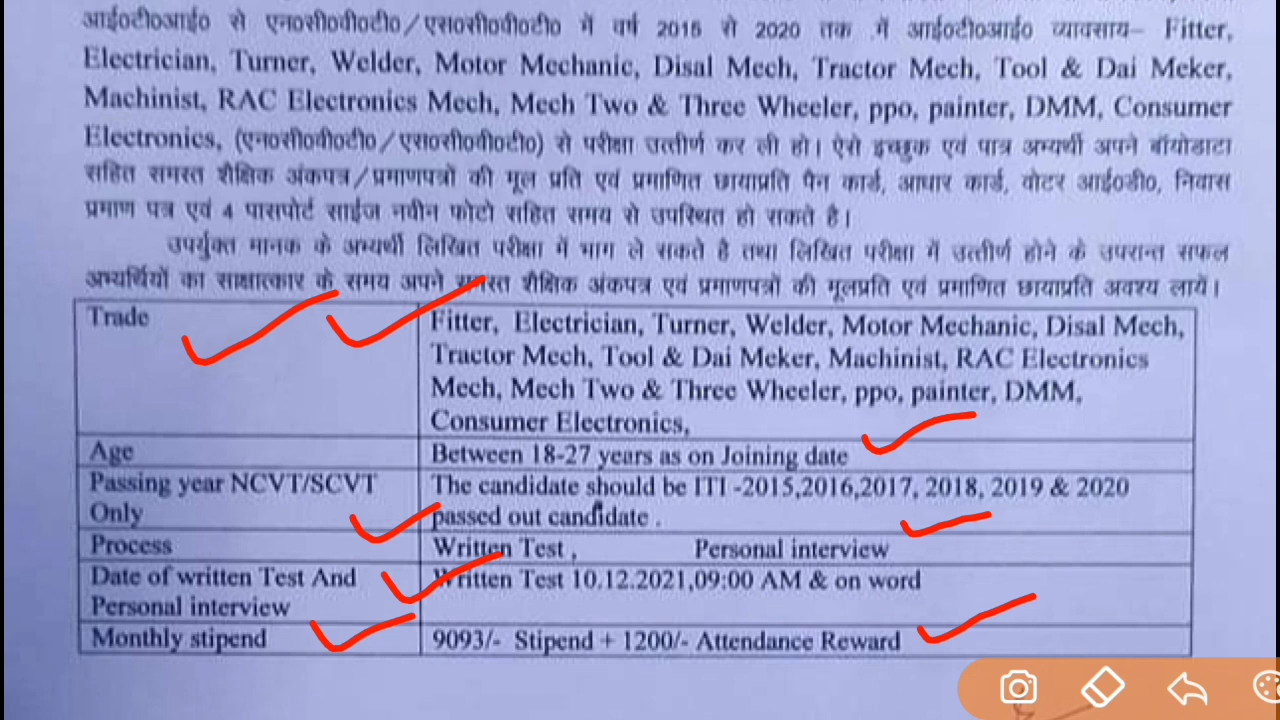 आई०टी०आई० से एन०सी०वी०टी०/एस०सी०वी०टी० में वर्ष 2015 से 2020 तक में आई०टी०आई० व्यावसाय– Fitter,
Electrician, Turner, Welder, Motor Mechanic, Disal Mech, Tractor Mech, Tool & Dai Meker,
Machinist, RAC Electronics Mech, Mech Two & Three Wheeler, ppo, painter, DMM, Consumer
Electronics, (एन०सी०वी०टी०/एस०सी०वी०टी०) से परीक्षा उत्तीर्ण कर ली हो। ऐसे इच्छुक एवं पात्र अभ्यर्थी अपने बॉयोडाटा
सहित समस्त शैक्षिक अंकपत्र/प्रमाणपत्रों की मूल प्रति एवं प्रमाणित छायाप्रति पैन कार्ड, आधार कार्ड, वोटर आई०डी०, निवास
प्रमाण पत्र एवं 4 पासपोर्ट साईज नवीन फोटो सहित समय से उपस्थित हो सकते है।
उपर्युक्त मानक के अभ्यर्थी लिखित परीक्षा में भाग ले सकते है तथा लिखित परीक्षा में उत्तीर्ण होने के उपरान्त सफल
अभ्यर्थियों का साक्षात्कार के समय अपने समस्त शैक्षिक अंकपत्र एवं प्रमाणपत्रों की मूलप्रति एवं प्रमाणित छायाप्रति अवश्य लायें।
Trade Fitter, Electrician, Turner, Welder, Motor Mechanic, Disal Mech,
Tractor Mech, Tool & Dai Meker, Machinist, RAC Electronics
Mech, Mech Two & Three Wheeler, ppo, painter, DMM,
Consumer Electronics,
Age Between 18-27 years as on Joining date
Passing year NCVT/SCVT The candidate should be ITI -2015,2016,2017, 2018, 2019 & 2020
Only passed out candidate .
Process Written Test , Personal interview
Date of written Test And Written Test 10.12.2021,09:00 AM & on word
Personal interview
Monthly stipend 9093/- Stipend + 1200/- Attendance Reward